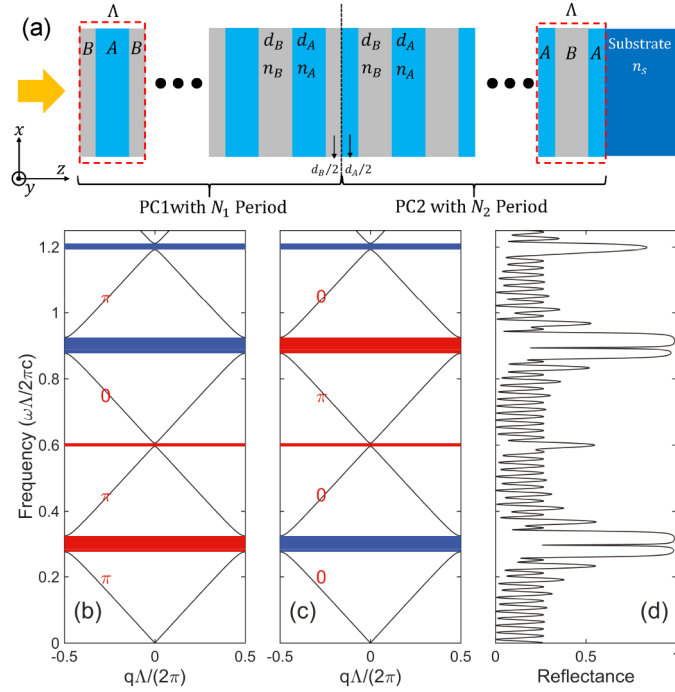 (a)
Λ
Λ
B A B
d_B d_A d_B d_A
n_B n_A n_B n_A
A B A
Substrate
n_s
x
y
z
d_B/2 d_A/2
PC1with N_1 Period
PC2 with N_2 Period
Frequency (ωΛ/2πc)
1.2
1
0.8
0.6
0.4
0.2
0
π
0
π
π
(b)
-0.5 0 0.5
qΛ/(2π)
0
π
0
0
(c)
-0.5 0 0.5
qΛ/(2π)
(d)
0 0.5 1
Reflectance